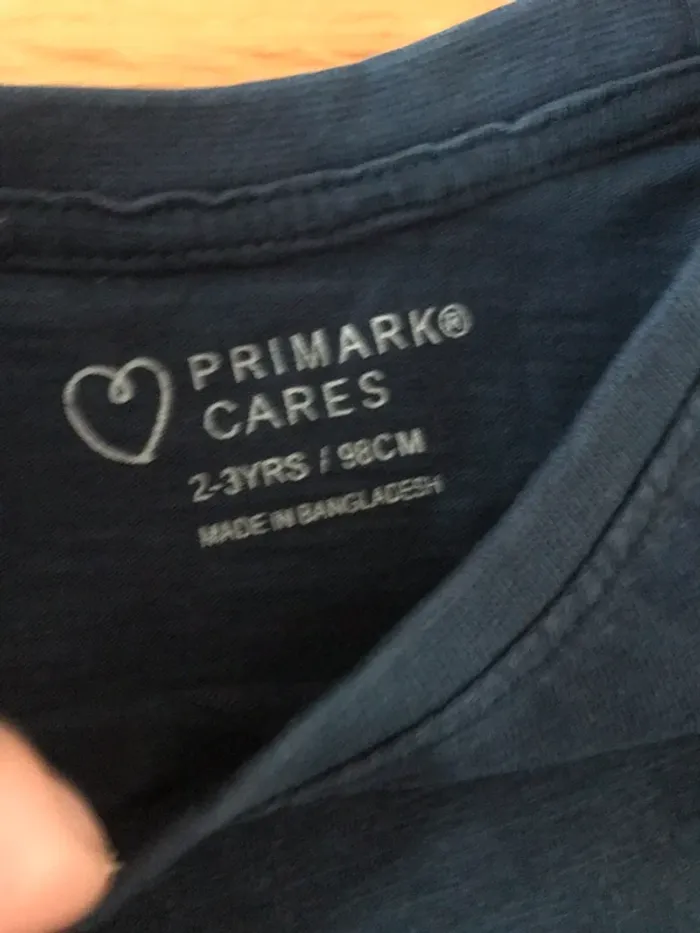 PRIMARK®
CARES
2-3YRS / 98CM
MADE IN BANGLADESH